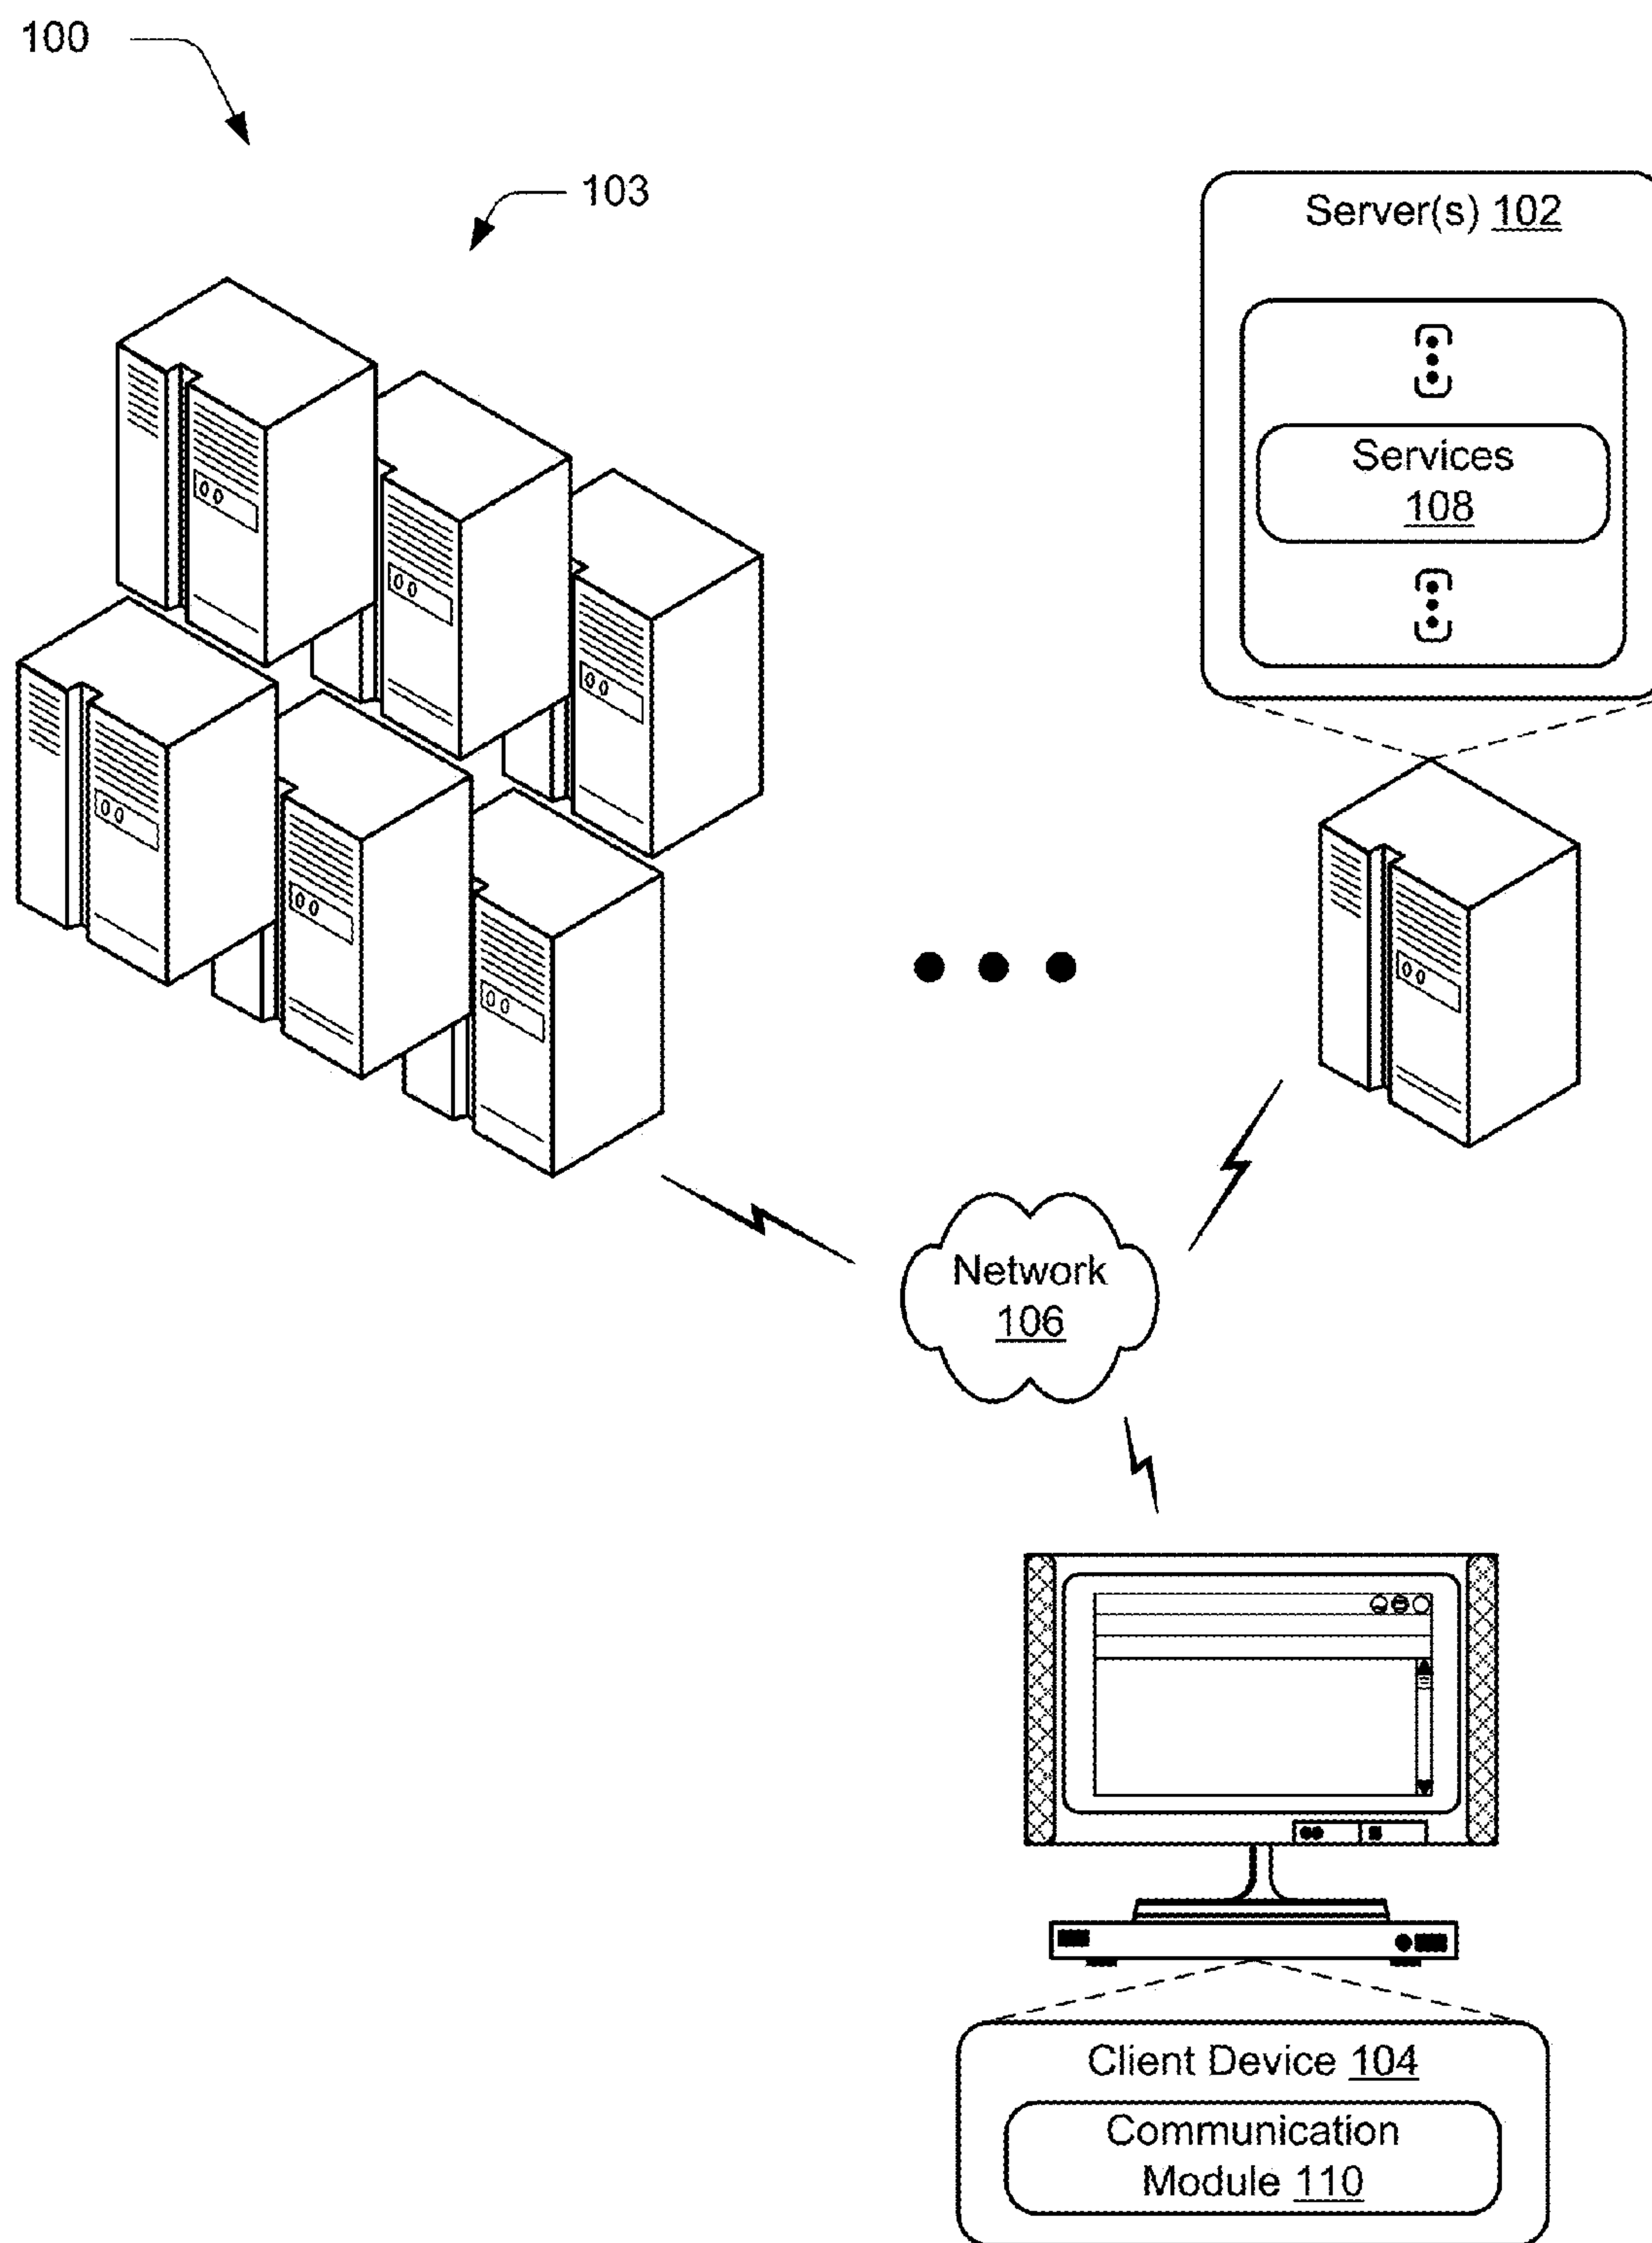 100
103
Server(s) 102
Services
108
Network
106
Client Device 104
Communication
Module 110